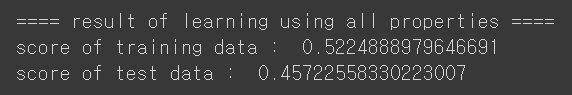 ==== result of learning using all properties ====
score of training data :  0.5224888979646691
score of test data :  0.45722558330223007